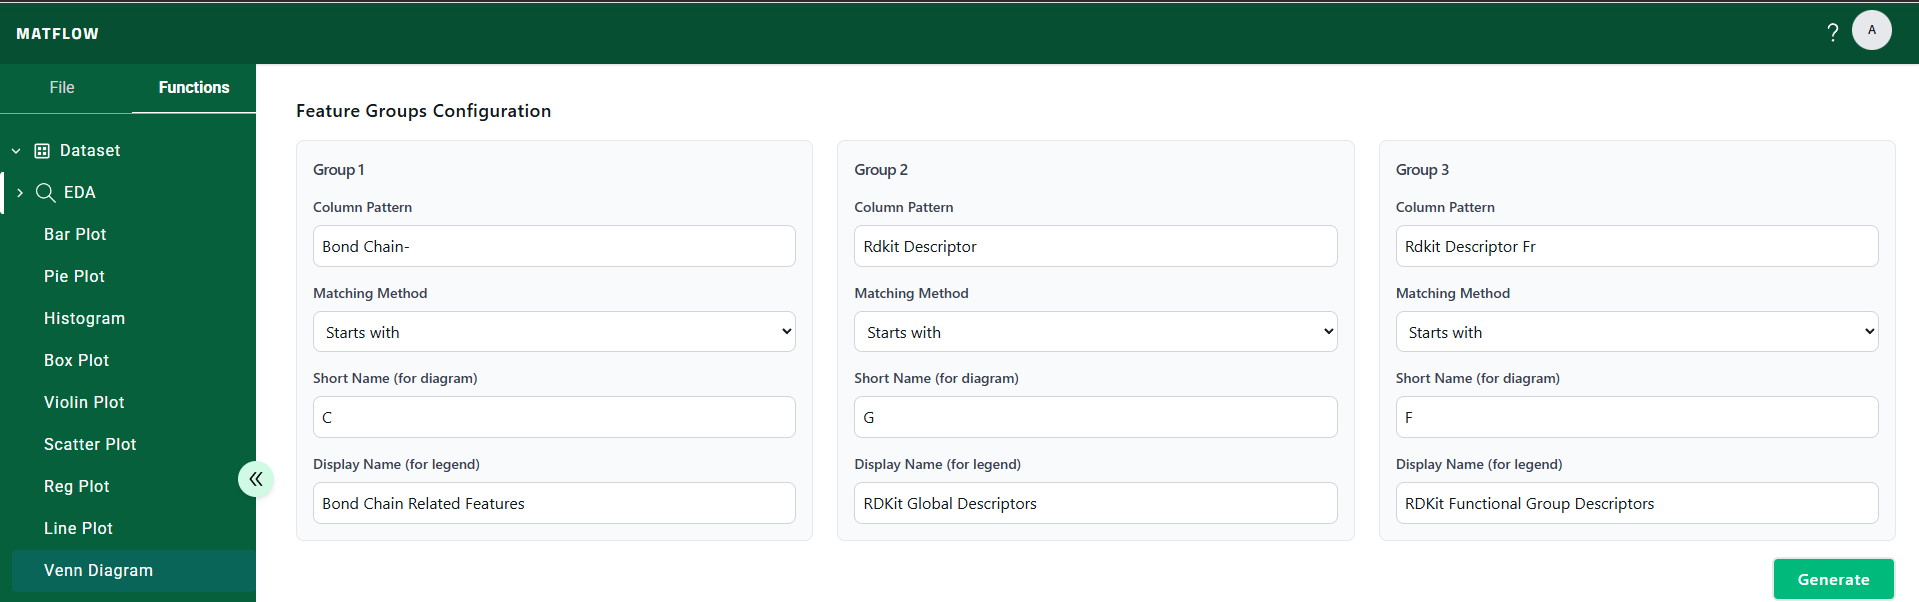 MATFLOW
?
A
File
Functions
Dataset
EDA
Bar Plot
Pie Plot
Histogram
Box Plot
Violin Plot
Scatter Plot
Reg Plot
Line Plot
Venn Diagram
Feature Groups Configuration
Group 1
Column Pattern
Bond Chain-
Matching Method
Starts with
Short Name (for diagram)
C
Display Name (for legend)
Bond Chain Related Features
Group 2
Column Pattern
Rdkit Descriptor
Matching Method
Starts with
Short Name (for diagram)
G
Display Name (for legend)
RDKit Global Descriptors
Group 3
Column Pattern
Rdkit Descriptor Fr
Matching Method
Starts with
Short Name (for diagram)
F
Display Name (for legend)
RDKit Functional Group Descriptors
Generate